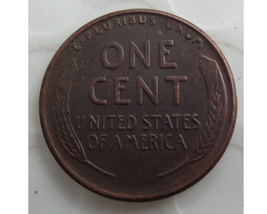 E·PLURIBUS·UNUM
ONE
CENT
UNITED STATES
OF AMERICA